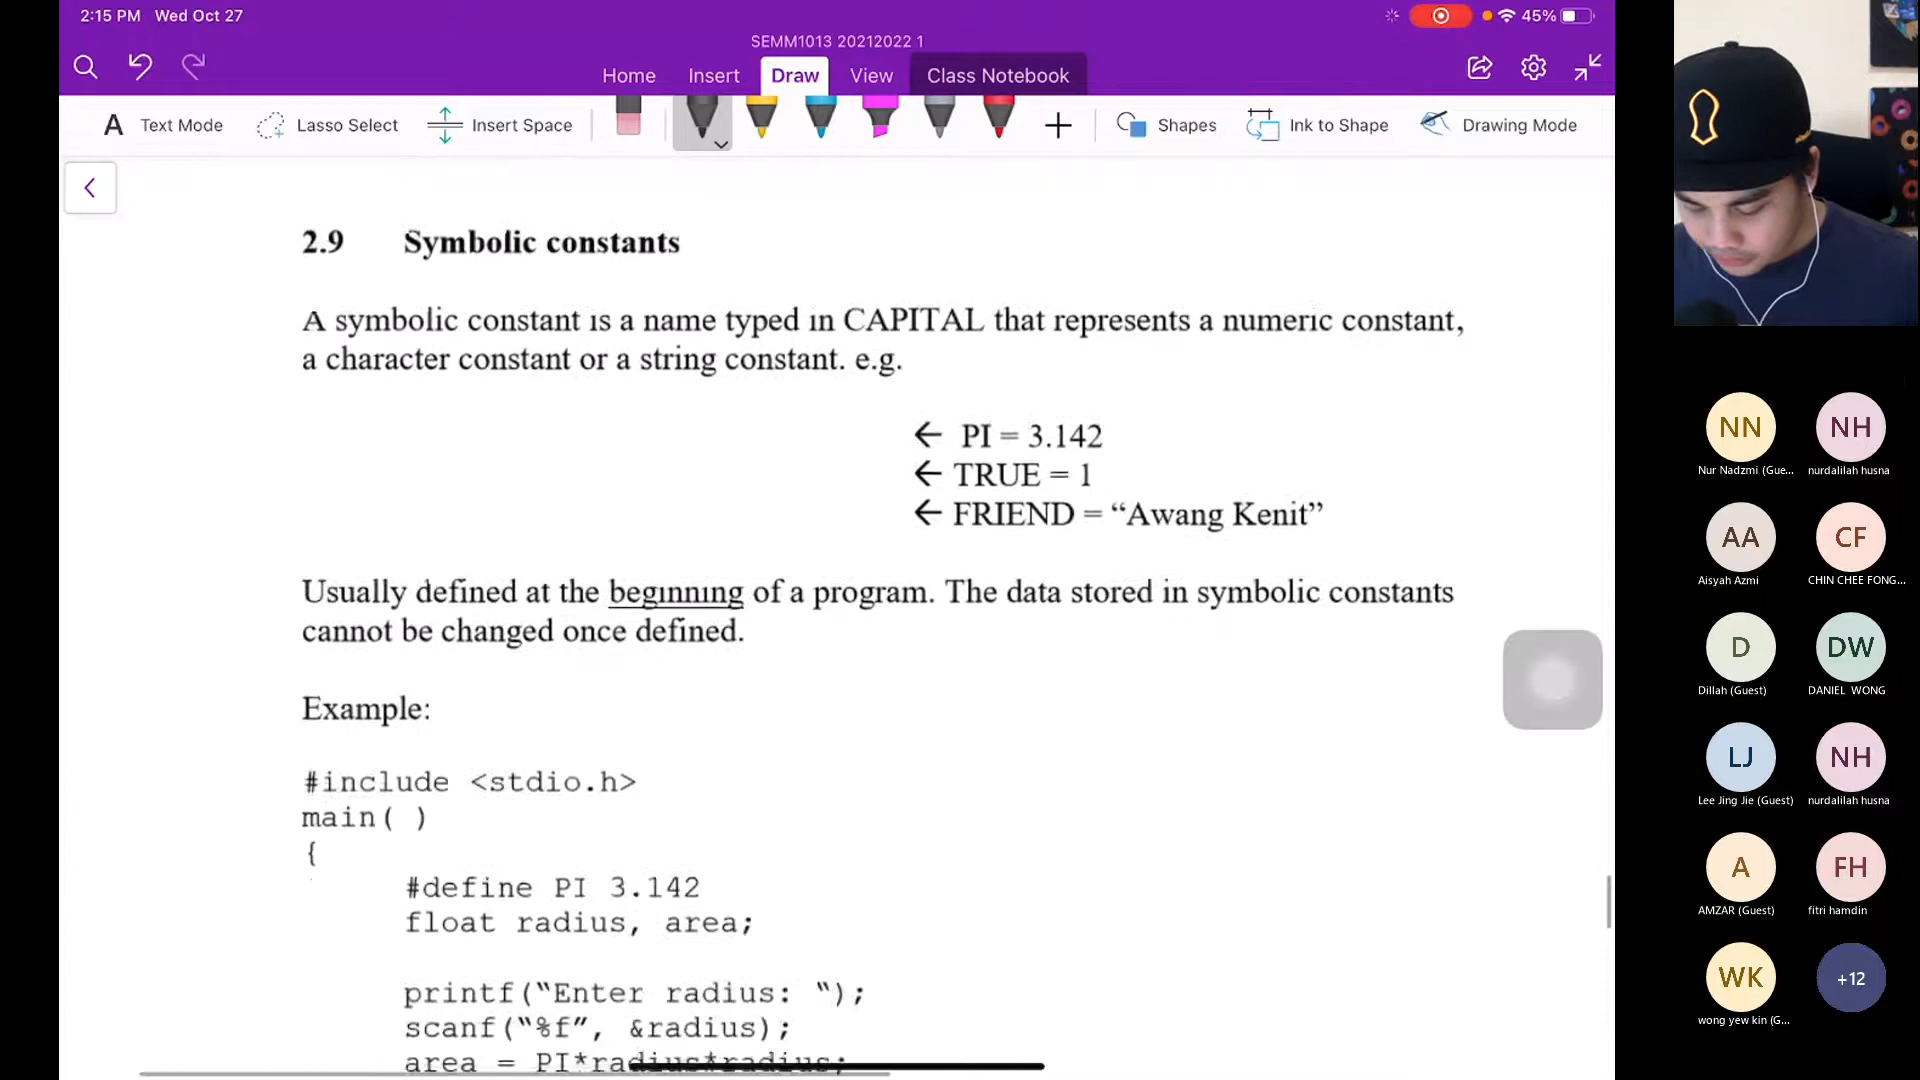 2:15 PM Wed Oct 27
45%
SEMM1013 20212022 1
Home Insert Draw View Class Notebook
A Text Mode Lasso Select Insert Space Shapes Ink to Shape Drawing Mode
2.9 Symbolic constants
A symbolic constant is a name typed in CAPITAL that represents a numeric constant,
a character constant or a string constant. e.g.
← PI = 3.142
← TRUE = 1
← FRIEND = “Awang Kenit”
Usually defined at the beginning of a program. The data stored in symbolic constants
cannot be changed once defined.
Example:
#include <stdio.h>
main( )
{
#define PI 3.142
float radius, area;
printf(“Enter radius: “);
scanf(“%f”, &radius);
area = PI*radius*radius;
NN NH
Nur Nadzmi (Gue... nurdalilah husna
AA CF
Aisyah Azmi CHIN CHEE FONG...
D DW
Dillah (Guest) DANIEL WONG
LJ NH
Lee Jing Jie (Guest) nurdalilah husna
A FH
AMZAR (Guest) fitri hamdin
WK +12
wong yew kin (G...